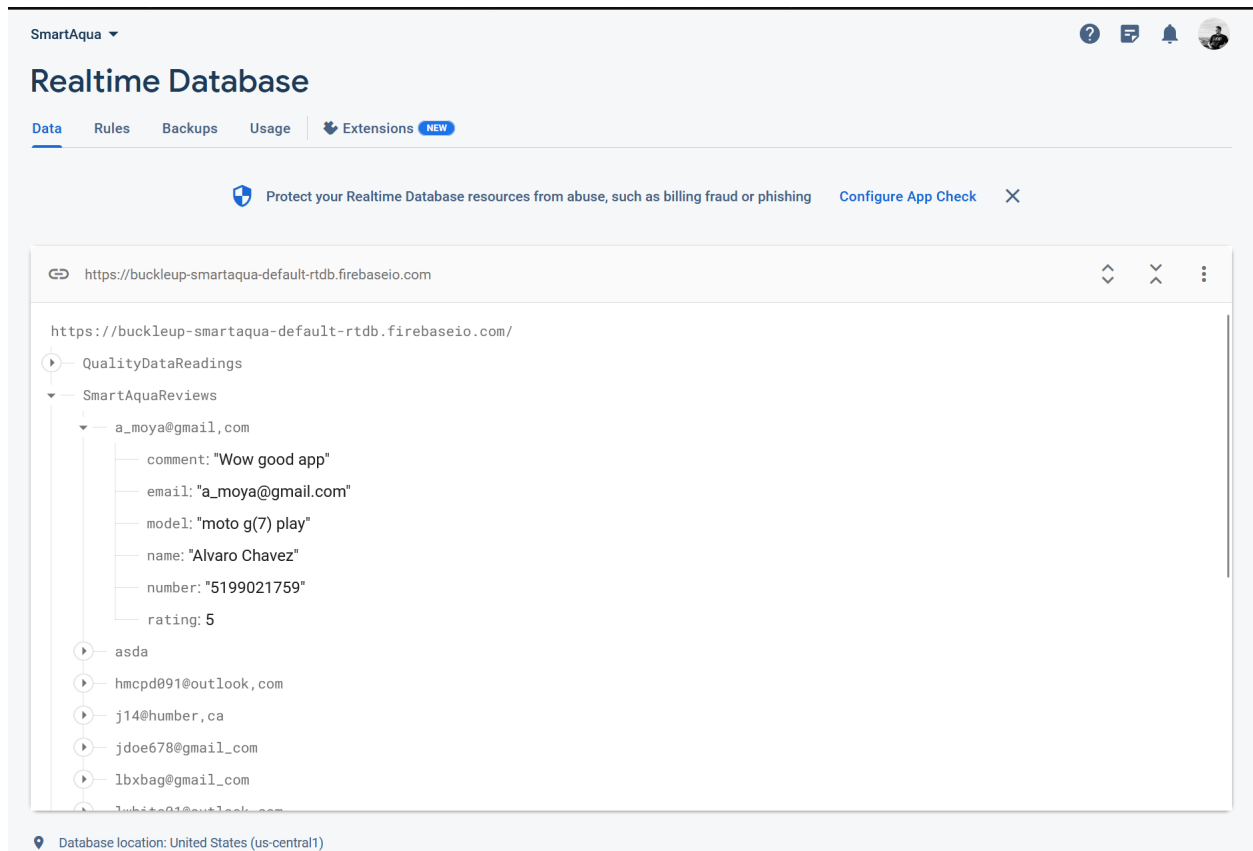 SmartAqua
Realtime Database
Data Rules Backups Usage Extensions NEW
Protect your Realtime Database resources from abuse, such as billing fraud or phishing Configure App Check
https://buckleup-smartaqua-default-rtdb.firebaseio.com
https://buckleup-smartaqua-default-rtdb.firebaseio.com/
QualityDataReadings
SmartAquaReviews
a_moya@gmail,com
comment: "Wow good app"
email: "a_moya@gmail.com"
model: "moto g(7) play"
name: "Alvaro Chavez"
number: "5199021759"
rating: 5
asda
hmcpd091@outlook,com
j14@humber,ca
jdoe678@gmail_com
lbxbag@gmail_com
Database location: United States (us-central1)